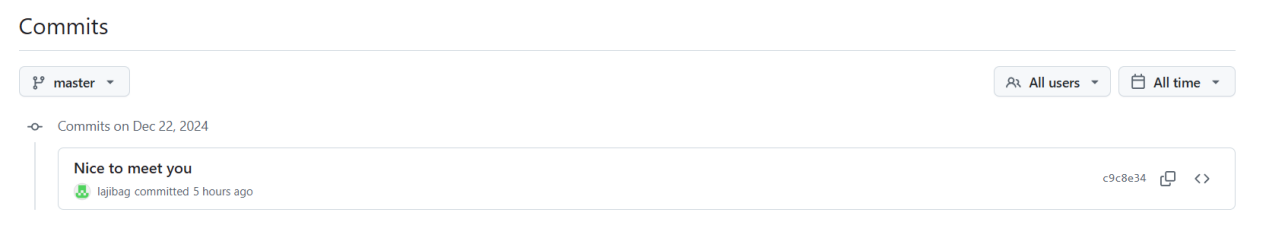 Commits
master
All users
All time
Commits on Dec 22, 2024
Nice to meet you
lajibag committed 5 hours ago
c9c8e34